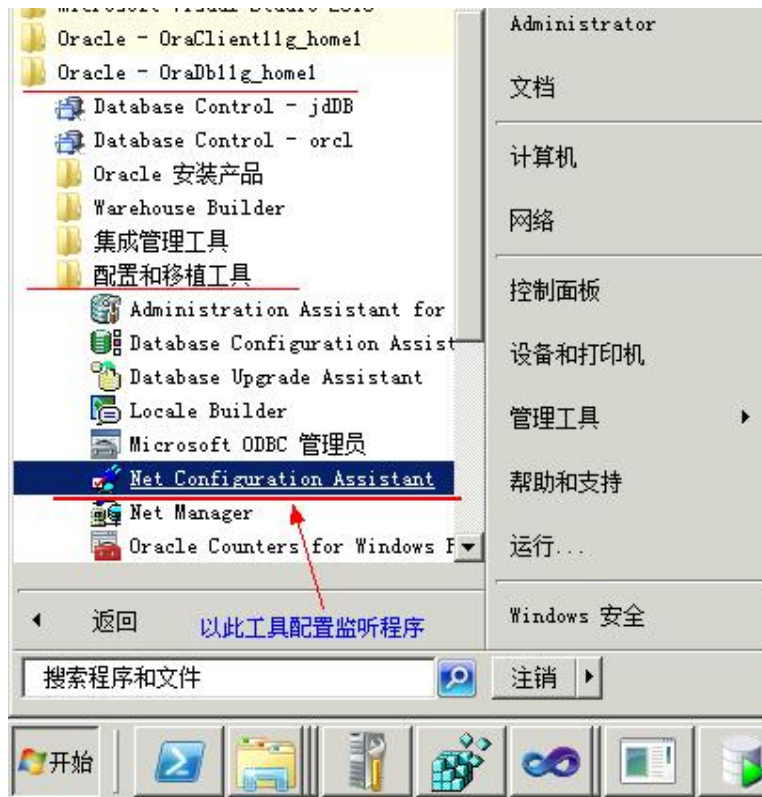 Microsoft Visual Studio 2010
Oracle - OraClient11g_home1
Oracle - OraDb11g_home1
Database Control - jdDB
Database Control - orcl
Oracle 安装产品
Warehouse Builder
集成管理工具
配置和移植工具
Administration Assistant for
Database Configuration Assist
Database Upgrade Assistant
Locale Builder
Microsoft ODBC 管理员
Net Configuration Assistant
Net Manager
Oracle Counters for Windows P
返回
以此工具配置监听程序
搜索程序和文件
Administrator
文档
计算机
网络
控制面板
设备和打印机
管理工具
帮助和支持
运行...
Windows 安全
注销
开始